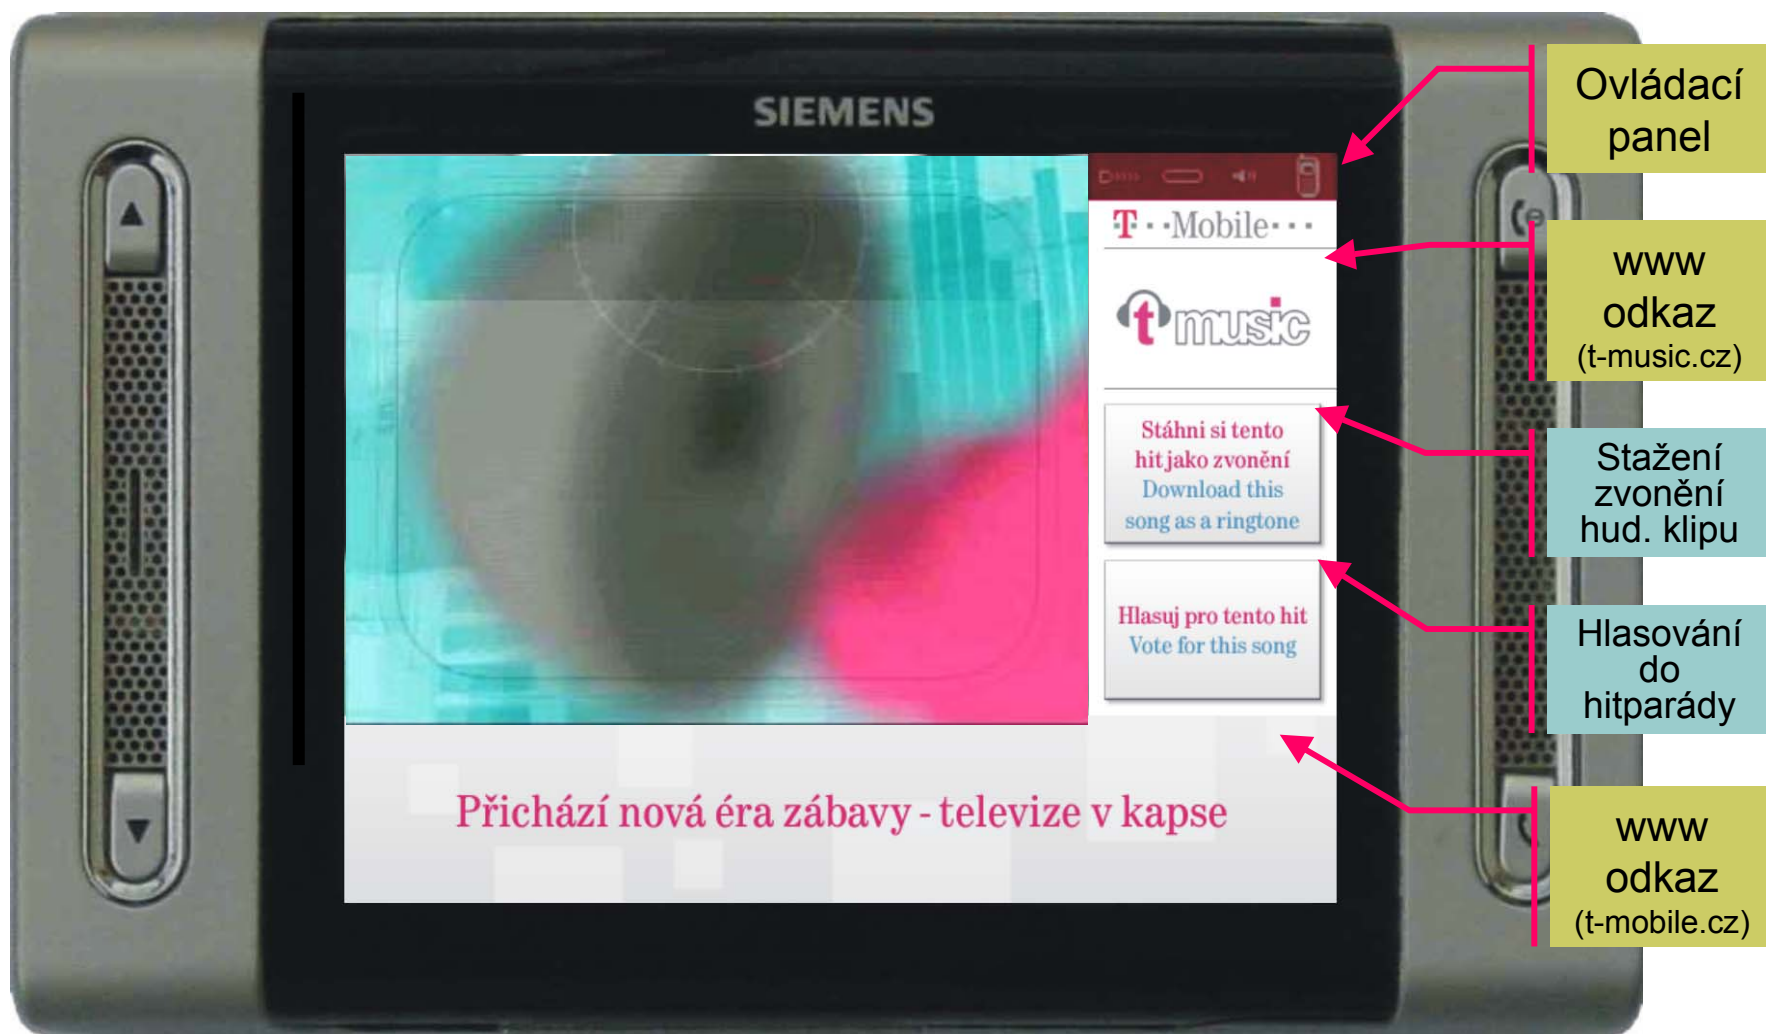 SIEMENS
T··Mobile···
t music
Stáhni si tento
hit jako zvonění
Download this
song as a ringtone
Hlasuj pro tento hit
Vote for this song
Přichází nová éra zábavy - televize v kapse
Ovládací
panel
www
odkaz
(t-music.cz)
Stažení
zvonění
hud. klipu
Hlasování
do
hitparády
www
odkaz
(t-mobile.cz)